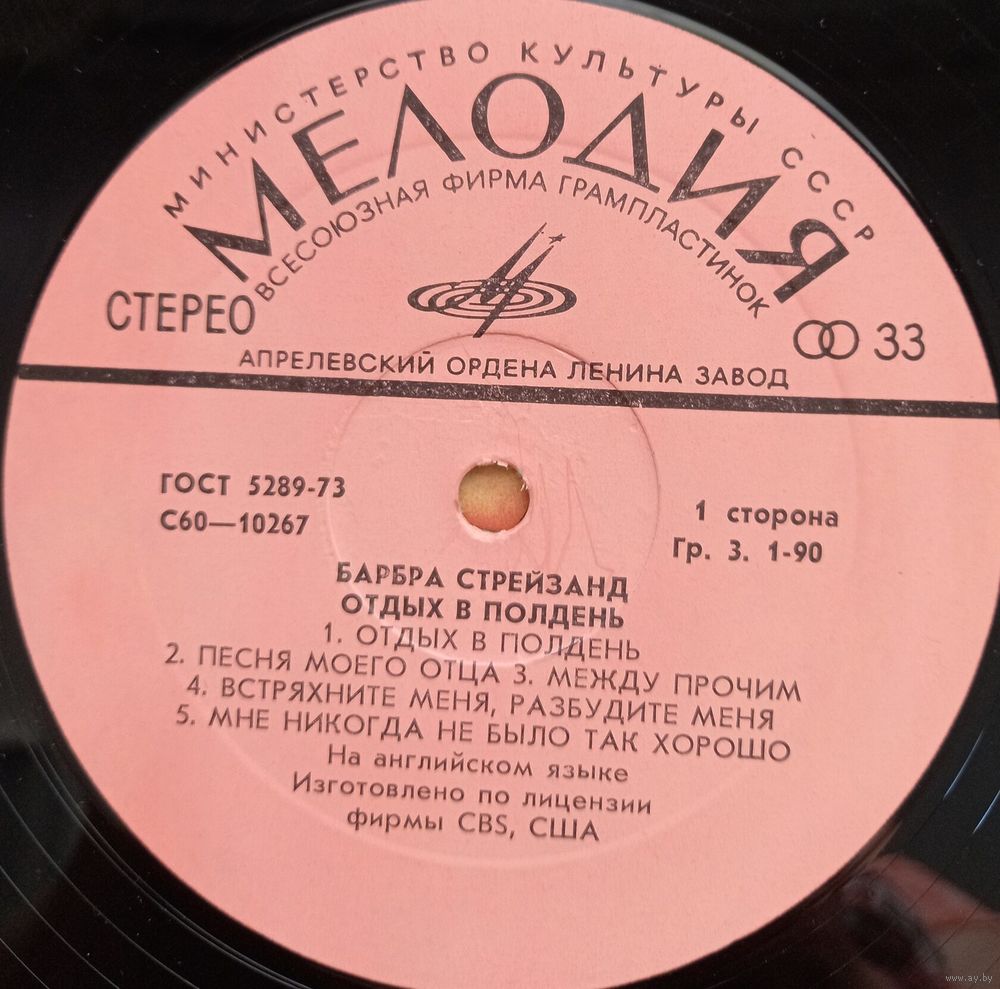 МИНИСТЕРСТВО КУЛЬТУРЫ СССР
МЕЛОДИЯ
ВСЕСОЮЗНАЯ ФИРМА ГРАМПЛАСТИНОК
СТЕРЕО
33
АПРЕЛЕВСКИЙ ОРДЕНА ЛЕНИНА ЗАВОД
ГОСТ 5289-73
С60—10267
1 сторона
Гр. 3. 1-90
БАРБРА СТРЕЙЗАНД
ОТДЫХ В ПОЛДЕНЬ
1. ОТДЫХ В ПОЛДЕНЬ
2. ПЕСНЯ МОЕГО ОТЦА 3. МЕЖДУ ПРОЧИМ
4. ВСТРЯХНИТЕ МЕНЯ, РАЗБУДИТЕ МЕНЯ
5. МНЕ НИКОГДА НЕ БЫЛО ТАК ХОРОШО
На английском языке
Изготовлено по лицензии
фирмы CBS, США
www.ay.by